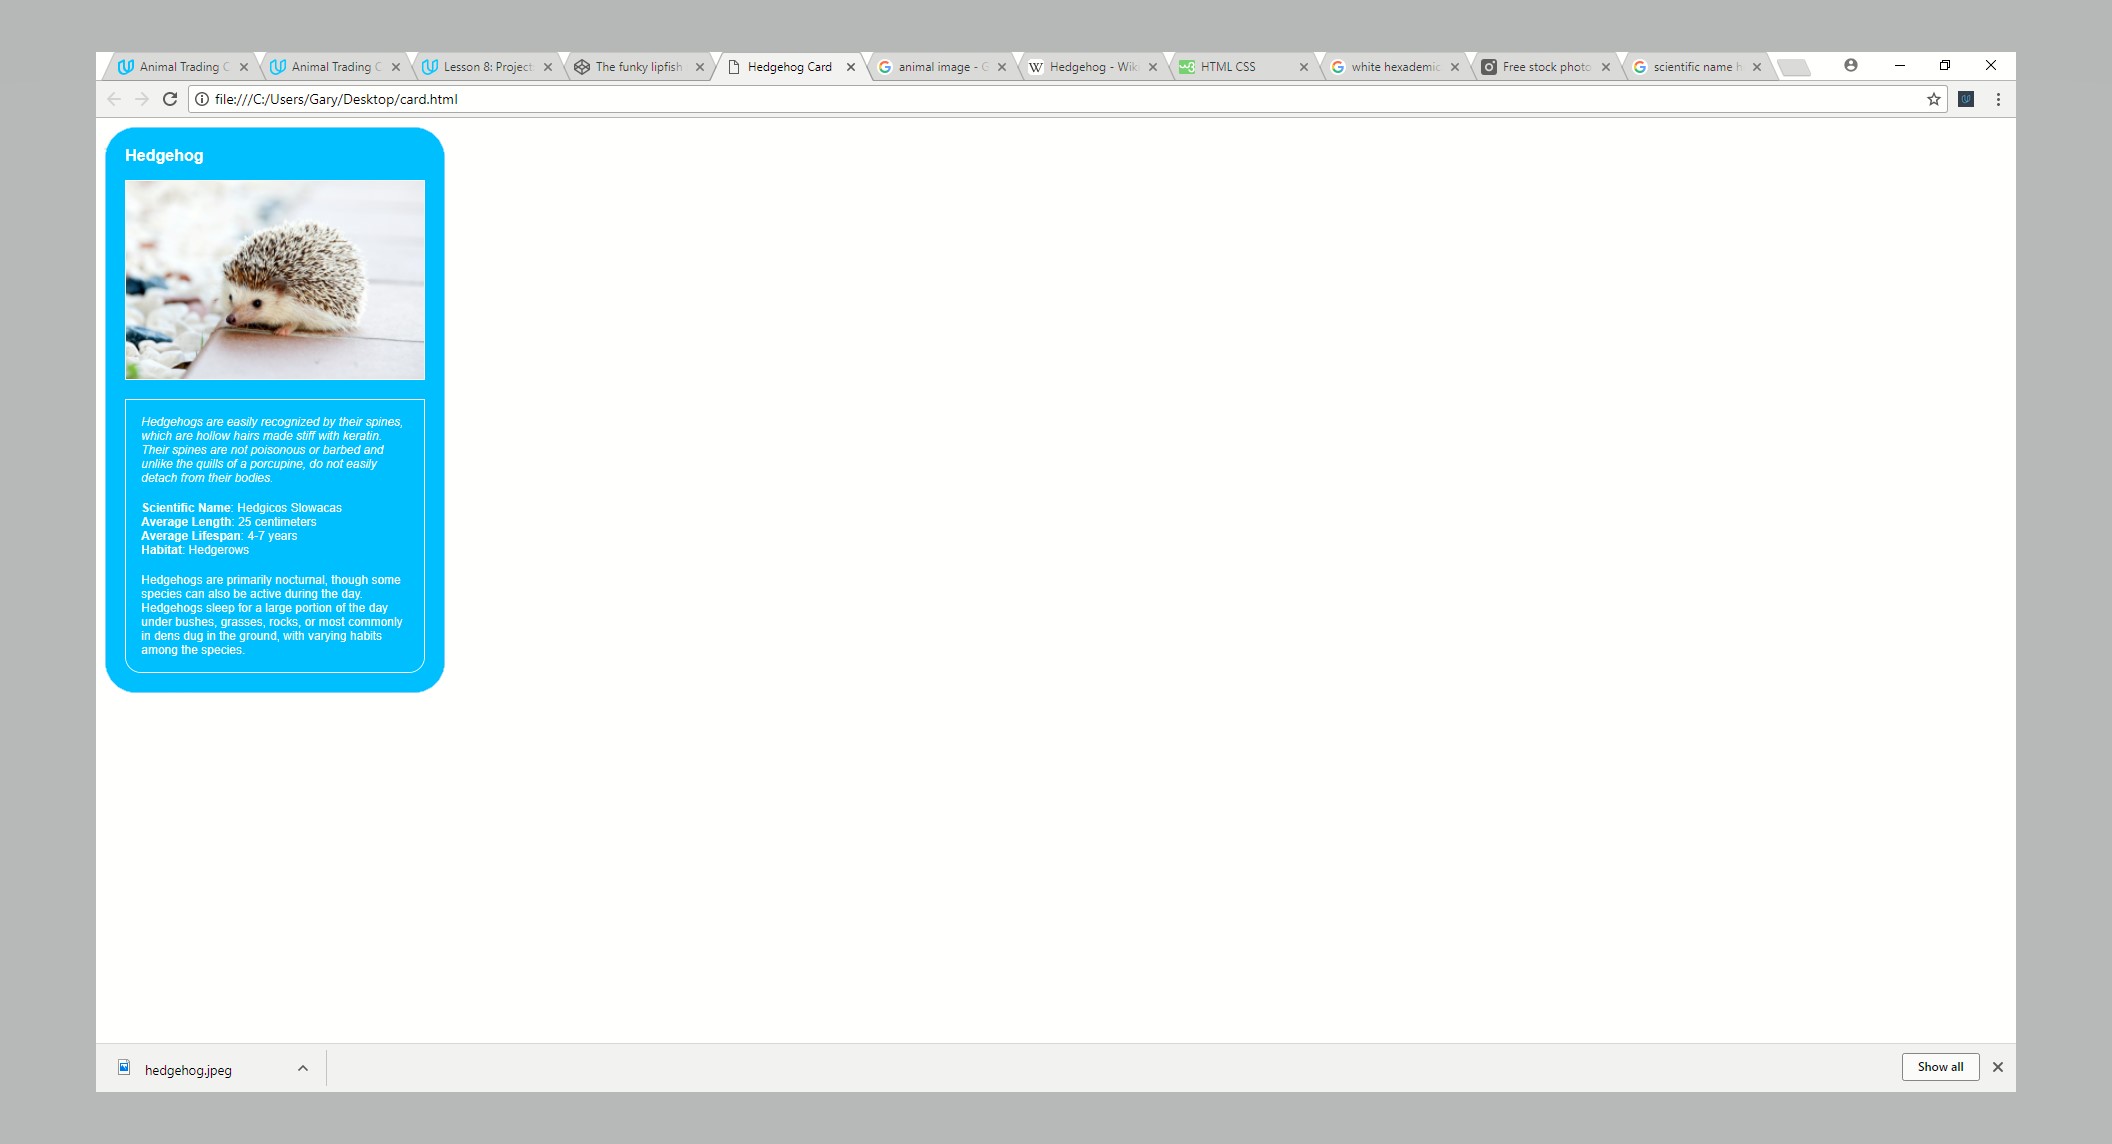 Animal Trading C
Animal Trading C
Lesson 8: Project
The funky lipfish
Hedgehog Card
animal image - G
Hedgehog - Wiki
HTML CSS
white hexademic
Free stock photo
scientific name h
file:///C:/Users/Gary/Desktop/card.html
Hedgehog
Hedgehogs are easily recognized by their spines,
which are hollow hairs made stiff with keratin.
Their spines are not poisonous or barbed and
unlike the quills of a porcupine, do not easily
detach from their bodies.
Scientific Name: Hedgicos Slowacas
Average Length: 25 centimeters
Average Lifespan: 4-7 years
Habitat: Hedgerows
Hedgehogs are primarily nocturnal, though some
species can also be active during the day.
Hedgehogs sleep for a large portion of the day
under bushes, grasses, rocks, or most commonly
in dens dug in the ground, with varying habits
among the species.
hedgehog.jpeg
Show all